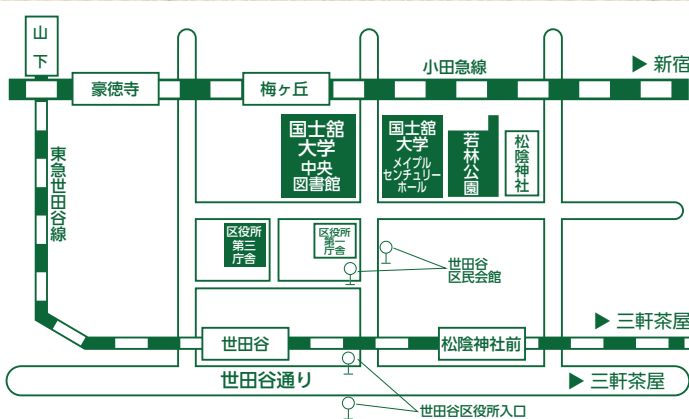 山
下
小田急線
▶ 新宿
豪徳寺
梅ヶ丘
国士舘
大学
中央
図書館
国士舘
大学
メイプル
センチュリー
ホール
若林公園
松陰神社
東急世田谷線
区役所
第三
庁舎
区役所
第一
庁舎
世田谷
区民会館
▶ 三軒茶屋
世田谷
松陰神社前
世田谷通り
▶ 三軒茶屋
世田谷区役所入口